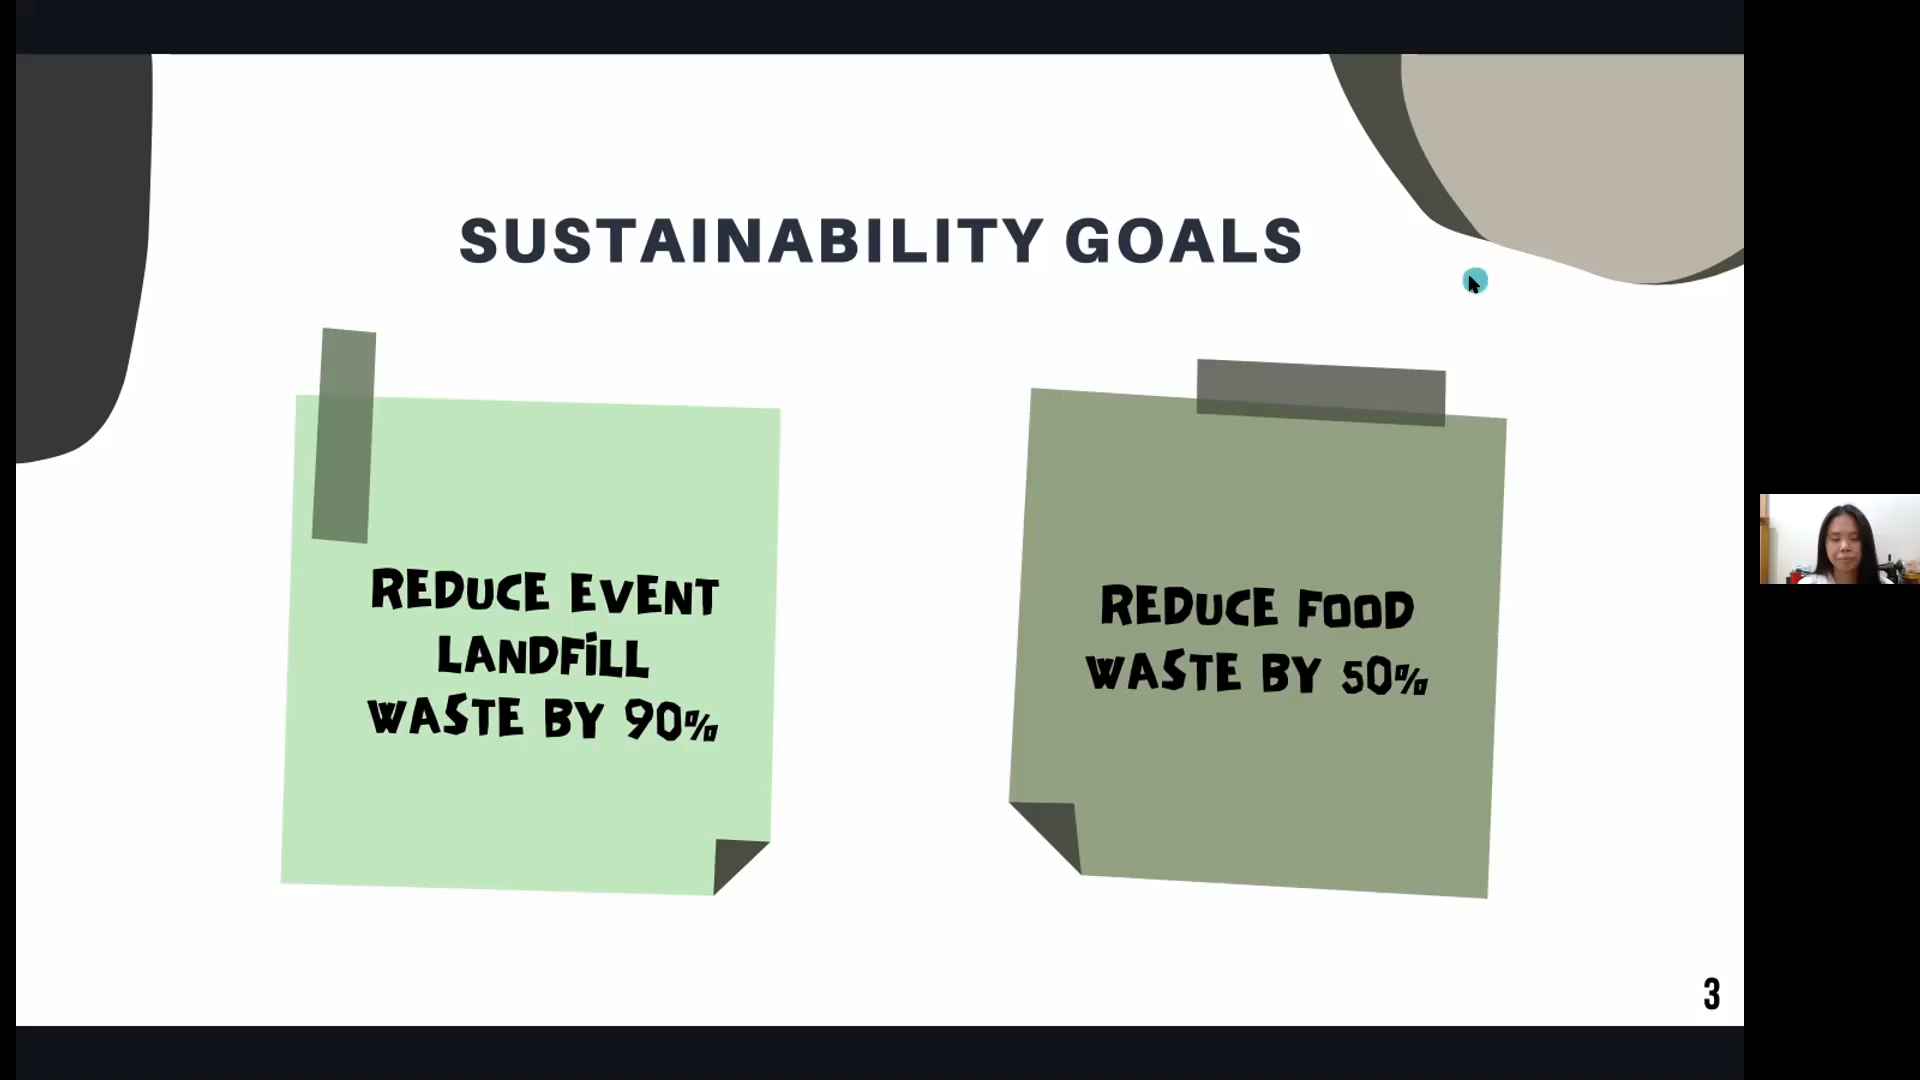 SUSTAINABILITY GOALS
REDUCE EVENT
LANDFILL
WASTE BY 90%
REDUCE FOOD
WASTE BY 50%
3